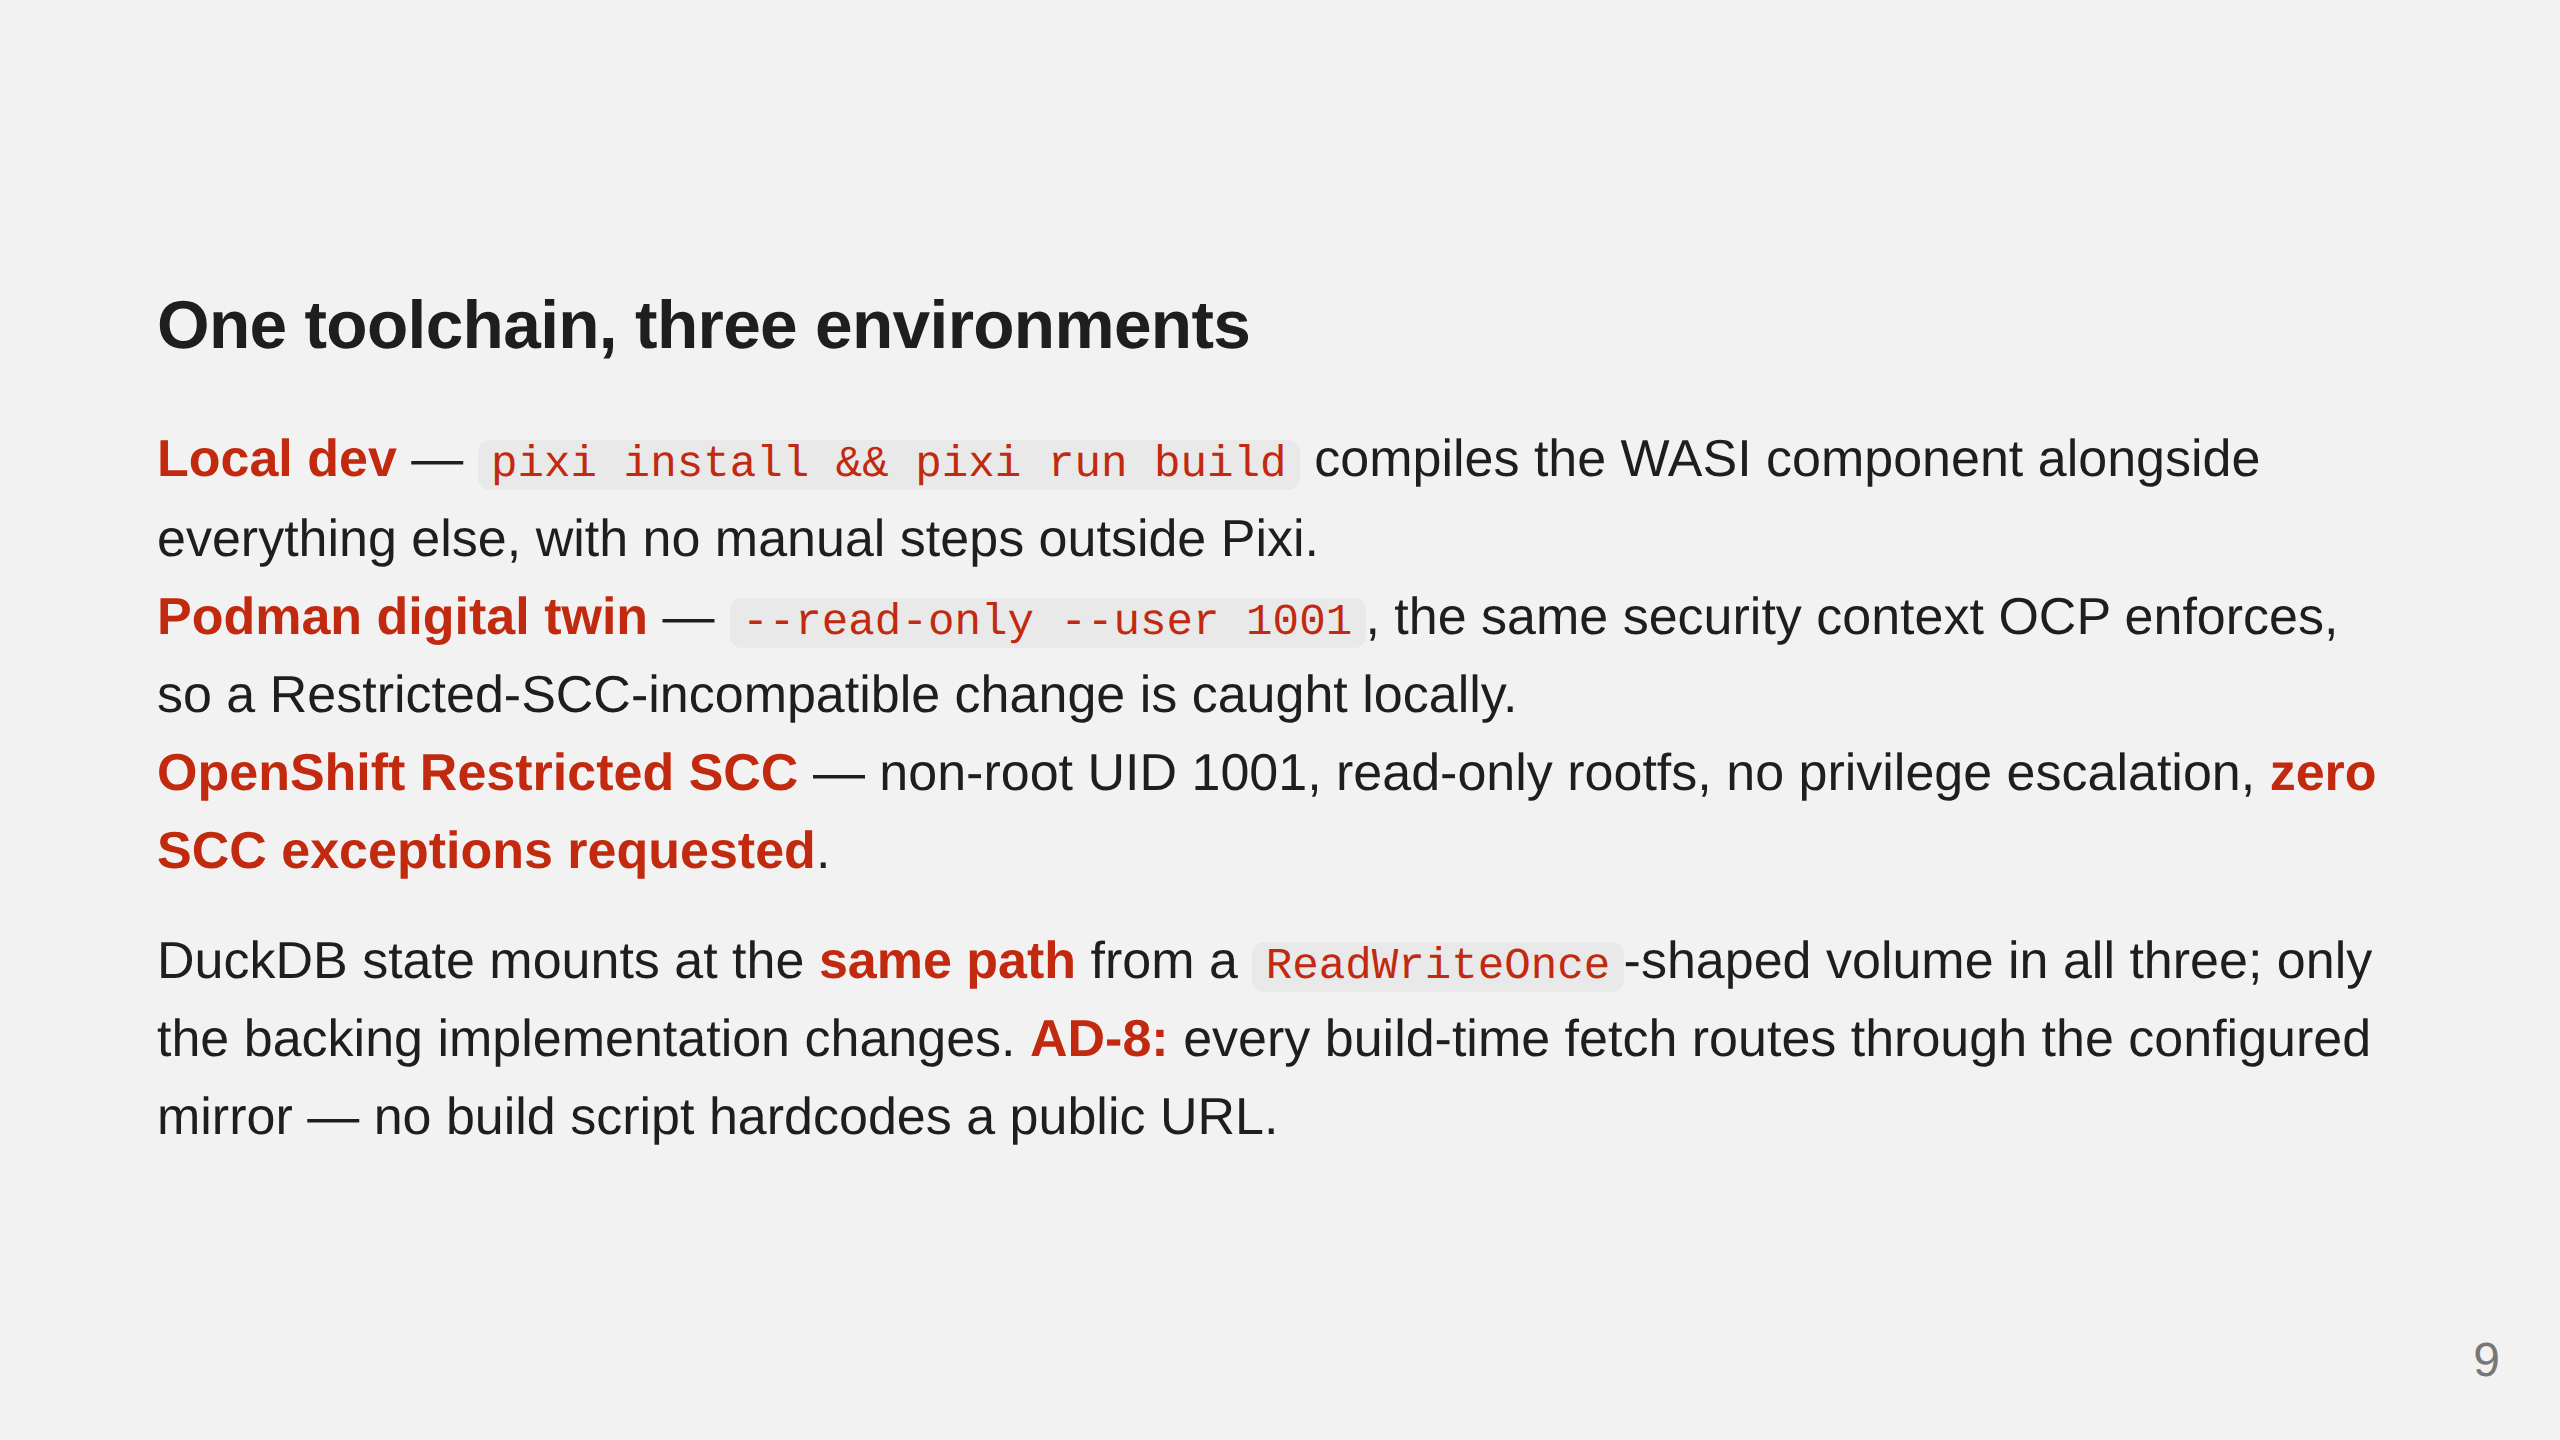 One toolchain, three environments
Local dev — pixi install && pixi run build compiles the WASI component alongside
everything else, with no manual steps outside Pixi.
Podman digital twin — --read-only --user 1001, the same security context OCP enforces,
so a Restricted-SCC-incompatible change is caught locally.
OpenShift Restricted SCC — non-root UID 1001, read-only rootfs, no privilege escalation, zero
SCC exceptions requested.
DuckDB state mounts at the same path from a ReadWriteOnce-shaped volume in all three; only
the backing implementation changes. AD-8: every build-time fetch routes through the configured
mirror — no build script hardcodes a public URL.
9